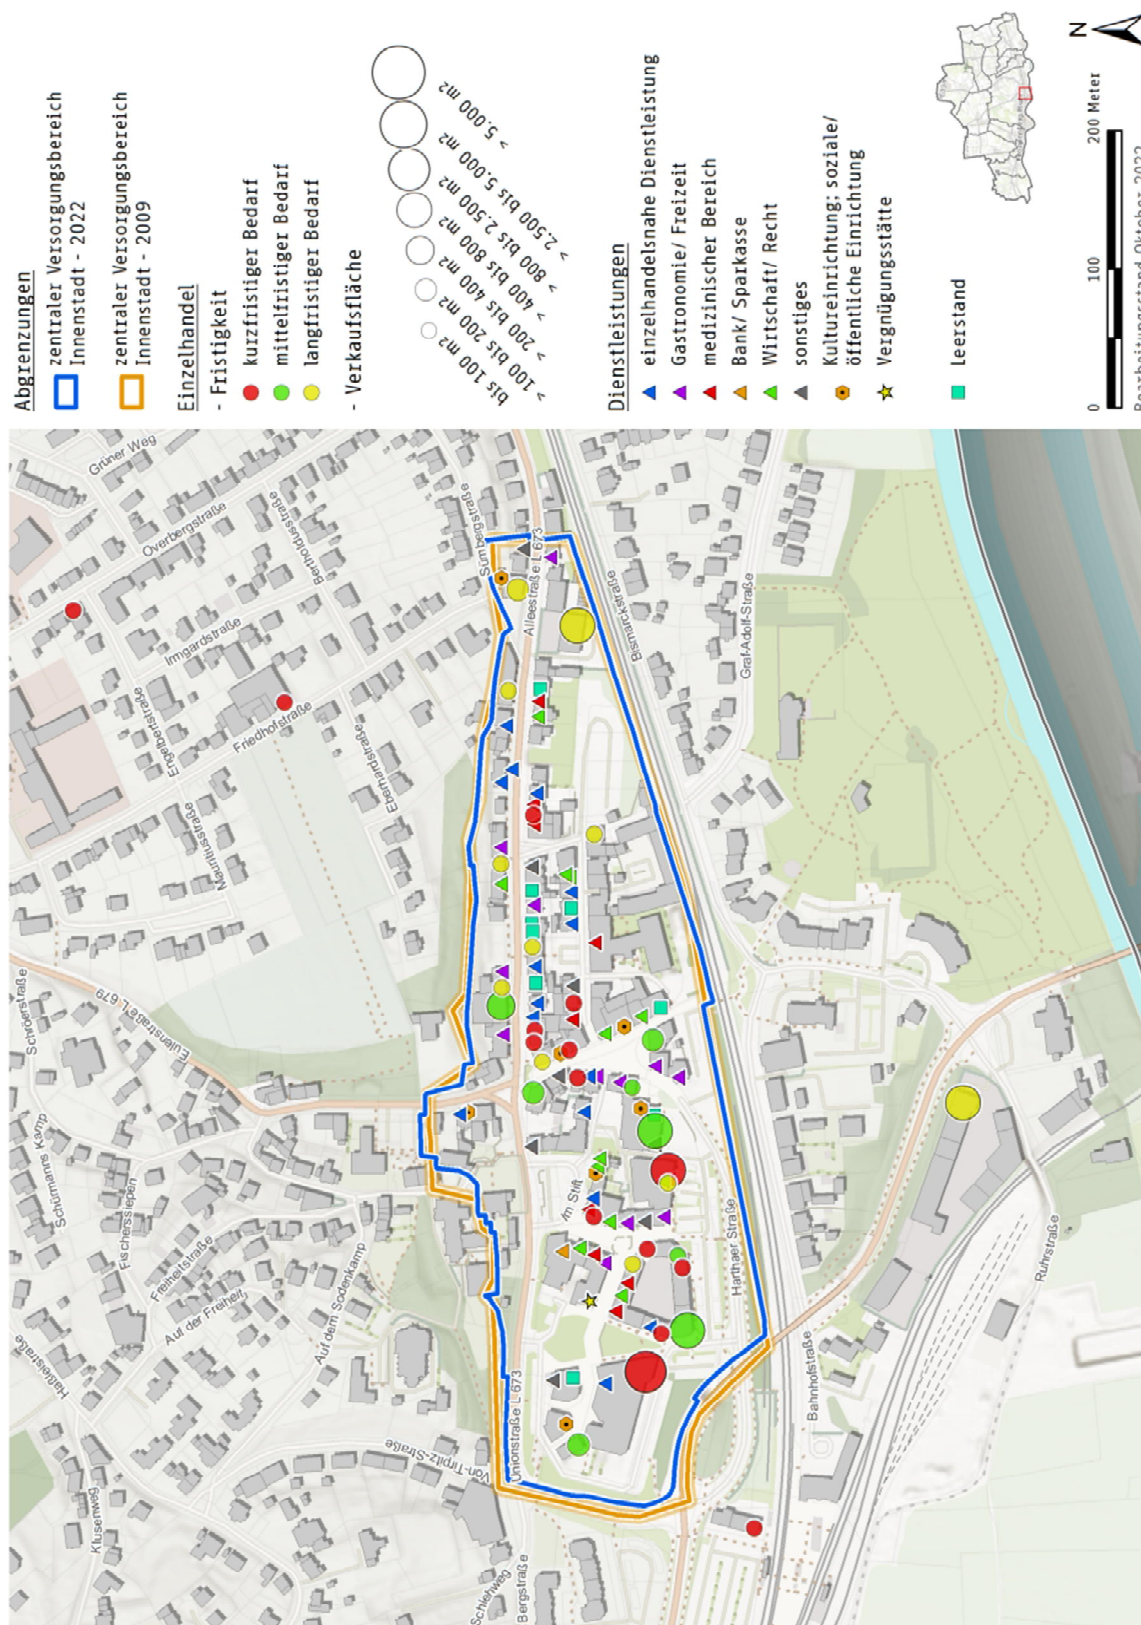 Abgrenzungen
zentraler Versorgungsbereich
Innenstadt - 2022
zentraler Versorgungsbereich
Innenstadt - 2009
Einzelhandel
- Fristigkeit
kurzfristiger Bedarf
mittelfristiger Bedarf
langfristiger Bedarf
- Verkaufsfläche
bis 100 m²
> 100 bis 200 m²
> 200 bis 400 m²
> 400 bis 800 m²
> 800 bis 2.500 m²
> 2.500 bis 5.000 m²
> 5.000 m²
Dienstleistungen
einzelhandelsnahe Dienstleistung
Gastronomie/ Freizeit
medizinischer Bereich
Bank/ Sparkasse
Wirtschaft/ Recht
sonstiges
Kultureinrichtung; soziale/
öffentliche Einrichtung
Vergnügungsstätte
Leerstand
N
0 100 200 Meter
Bearbeitungsstand Oktober 2022
Grüner Weg
Overbergstraße
Bertholdusstraße
Sümbergstraße
Irmgardstraße
Engelbertstraße
Friedhofstraße
Mauritiusstraße
Eberhardstraße
Alleestraße L 673
Bismarckstraße
Graf-Adolf-Straße
Schröerstraße
Eulenstraße L 679
Schürmanns Kamp
Fischerssiepen
Freiheitstraße
Auf der Freiheit
Auf dem Sodenkamp
Haßlelstraße
Klusenweg
Von-Tirpitz-Straße
Schlehweg
Bergstraße
Unionstraße L 673
Im Stift
Harthaer Straße
Bahnhofstraße
Ruhrstraße